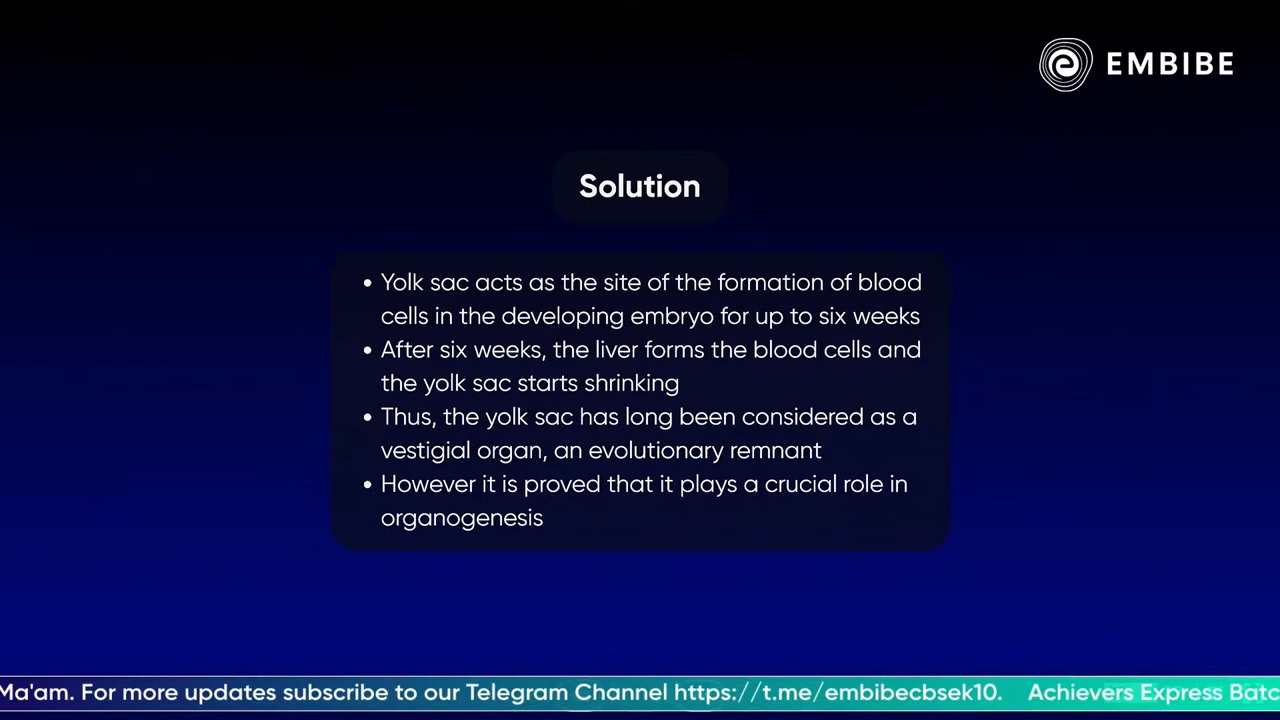 EMBIBE
Solution
• Yolk sac acts as the site of the formation of blood
cells in the developing embryo for up to six weeks
• After six weeks, the liver forms the blood cells and
the yolk sac starts shrinking
• Thus, the yolk sac has long been considered as a
vestigial organ, an evolutionary remnant
• However it is proved that it plays a crucial role in
organogenesis
Ma'am. For more updates subscribe to our Telegram Channel https://t.me/embibecbsek10. Achievers Express Batc